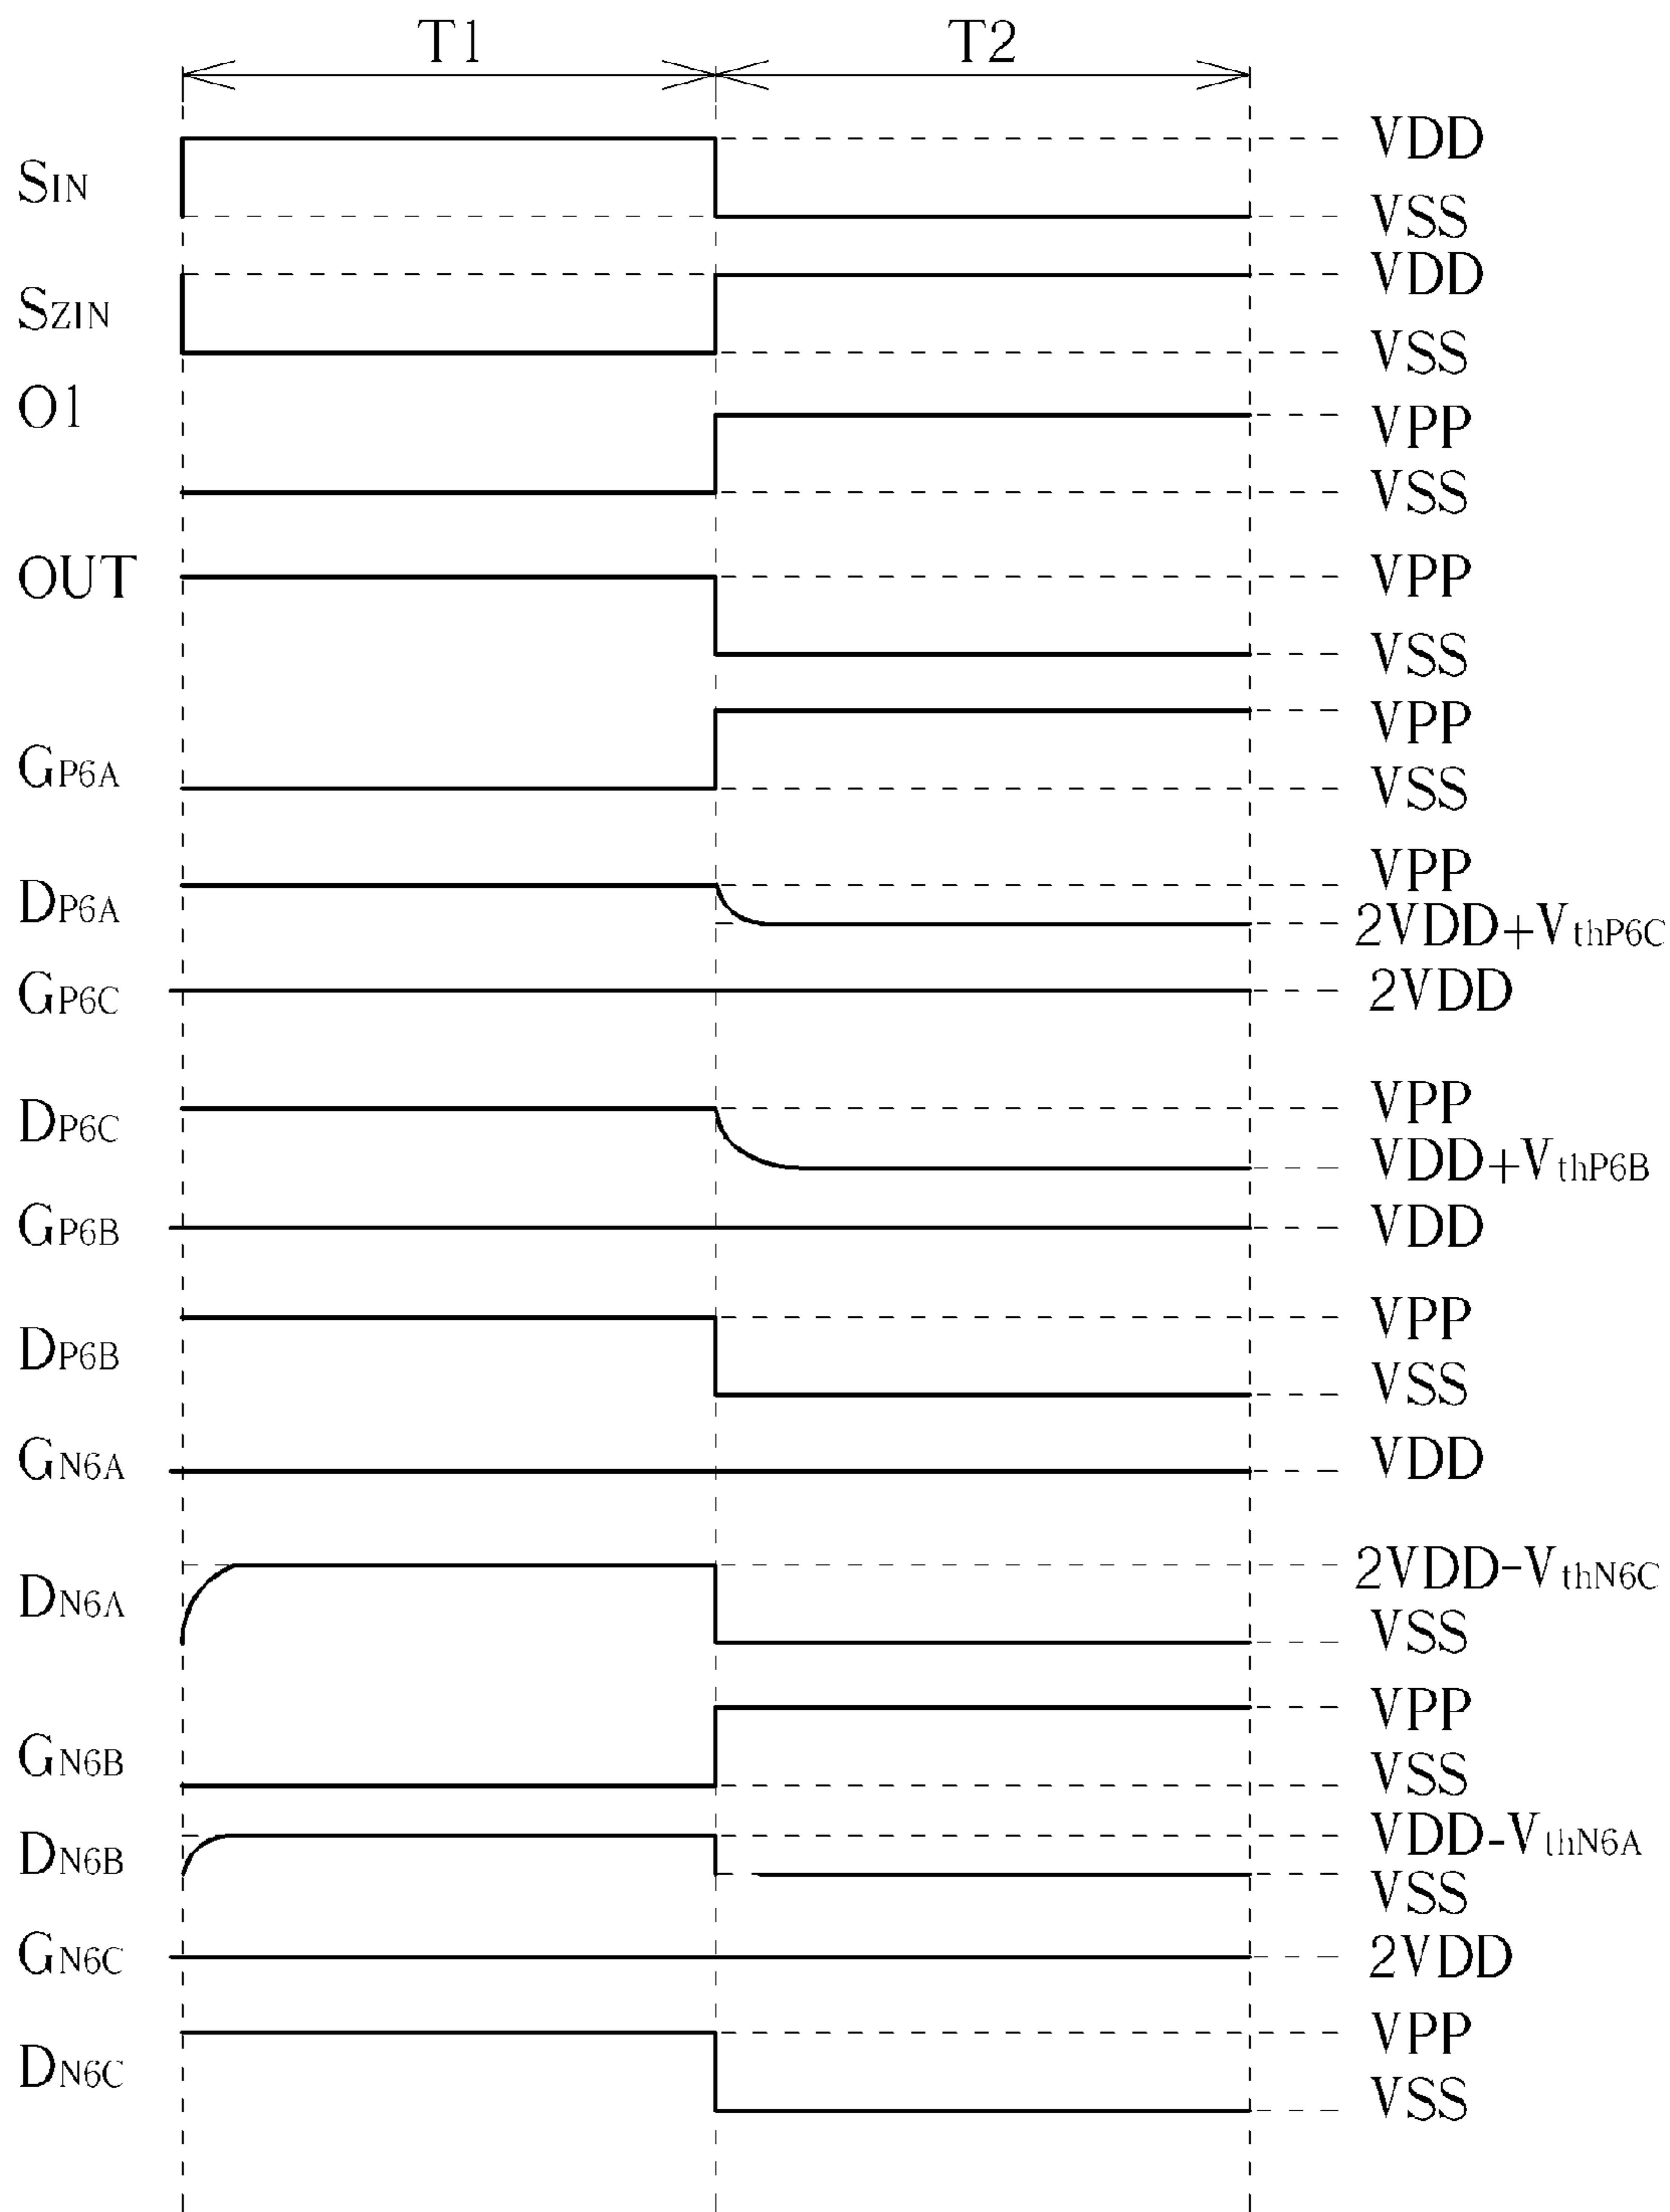 T1 T2
SIN VDD
VSS
SZIN VDD
VSS
O1 VPP
VSS
OUT VPP
VSS
GP6A VPP
VSS
DP6A VPP
2VDD+VthP6C
GP6C 2VDD
DP6C VPP
VDD+VthP6B
GP6B VDD
DP6B VPP
VSS
GN6A VDD
DN6A 2VDD-VthN6C
VSS
GN6B VPP
VSS
DN6B VDD-VthN6A
VSS
GN6C 2VDD
DN6C VPP
VSS